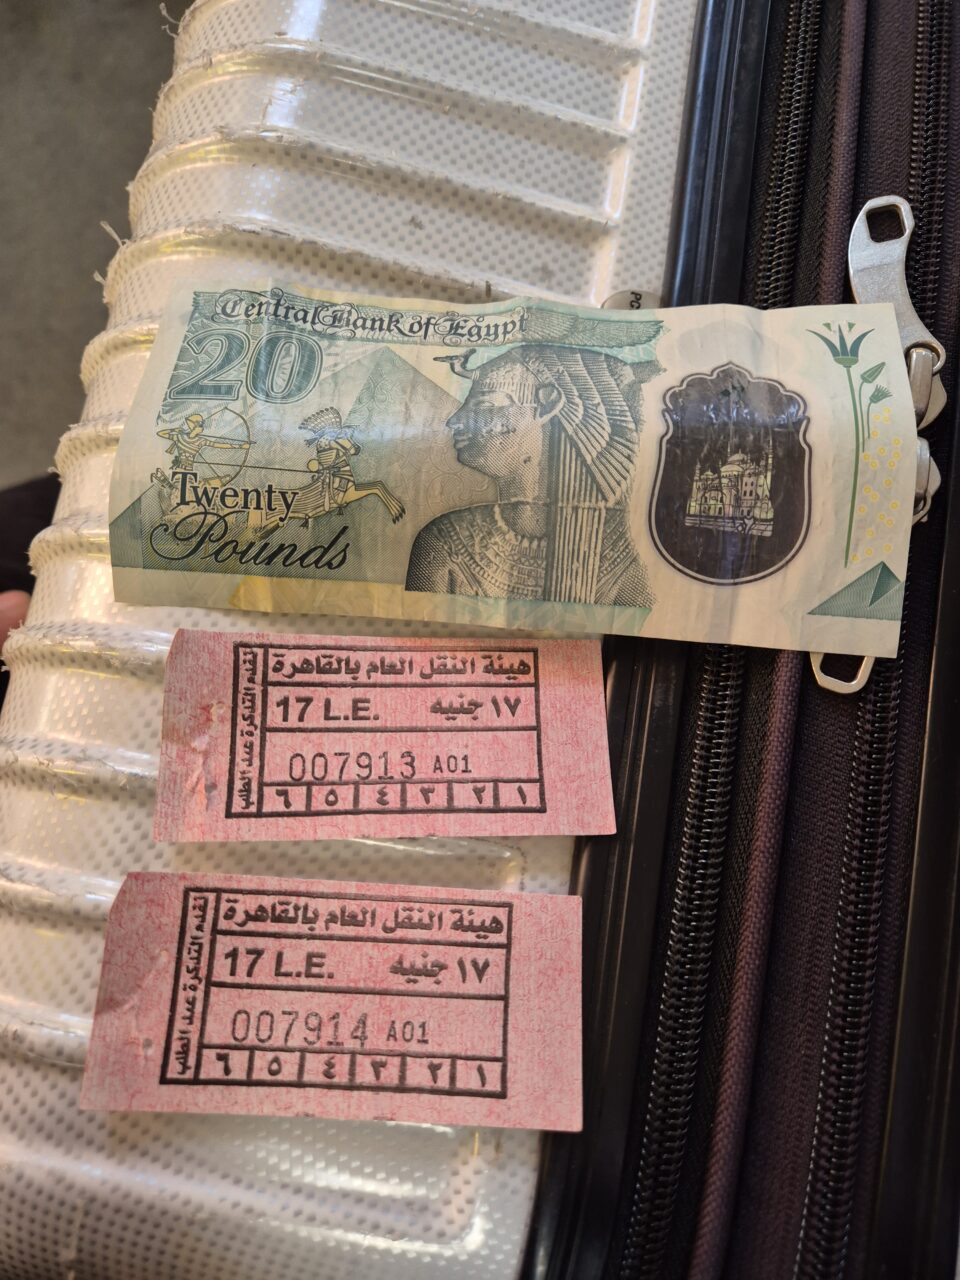 Central Bank of Egypt
20
Twenty
Pounds
هيئة النقل العام بالقاهرة
17 L.E. ١٧ جنيه
007913 A01
٦ ٥ ٤ ٣ ٢ ١
تقدم التذكرة عند الطلب
هيئة النقل العام بالقاهرة
17 L.E. ١٧ جنيه
007914 A01
٦ ٥ ٤ ٣ ٢ ١
تقدم التذكرة عند الطلب